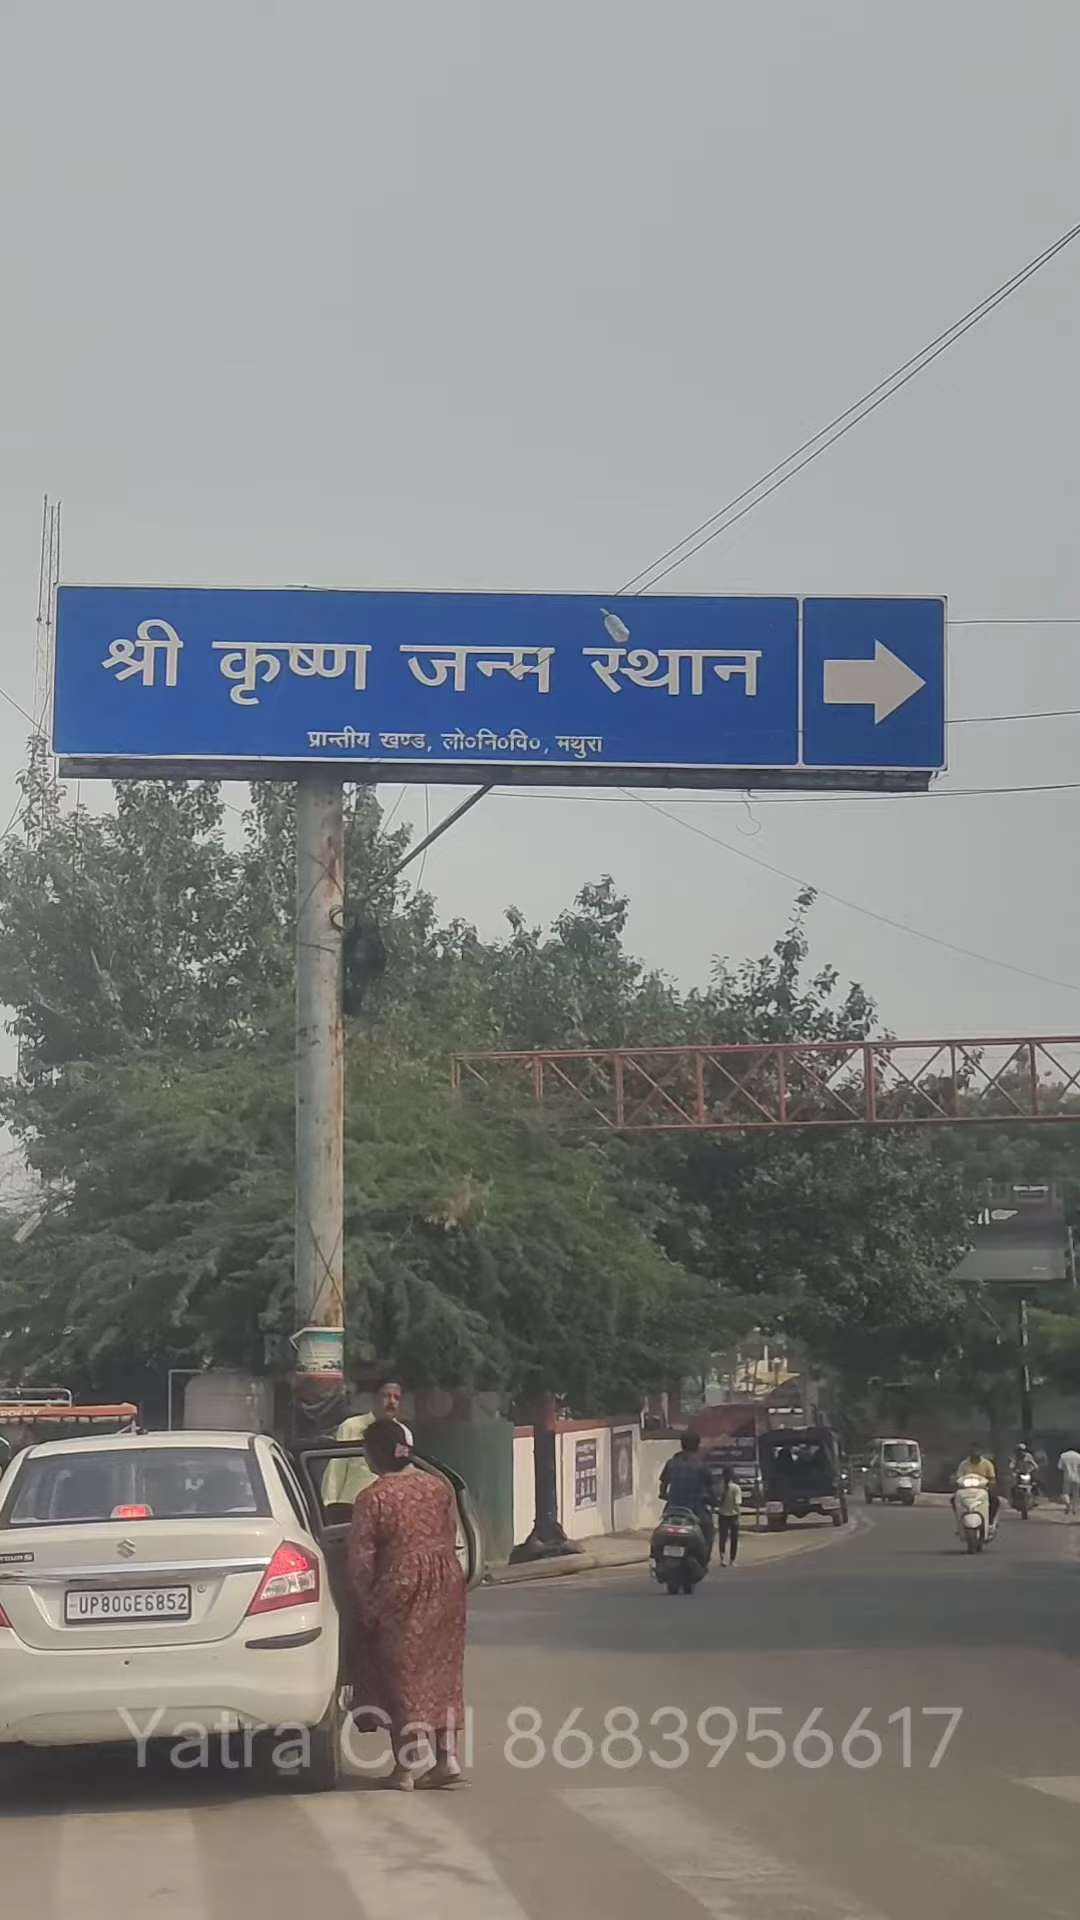 श्री कृष्ण जन्म स्थान
प्रान्तीय खण्ड, लो०नि०वि०, मथुरा
UP80GE6852
Yatra Call 8683956617